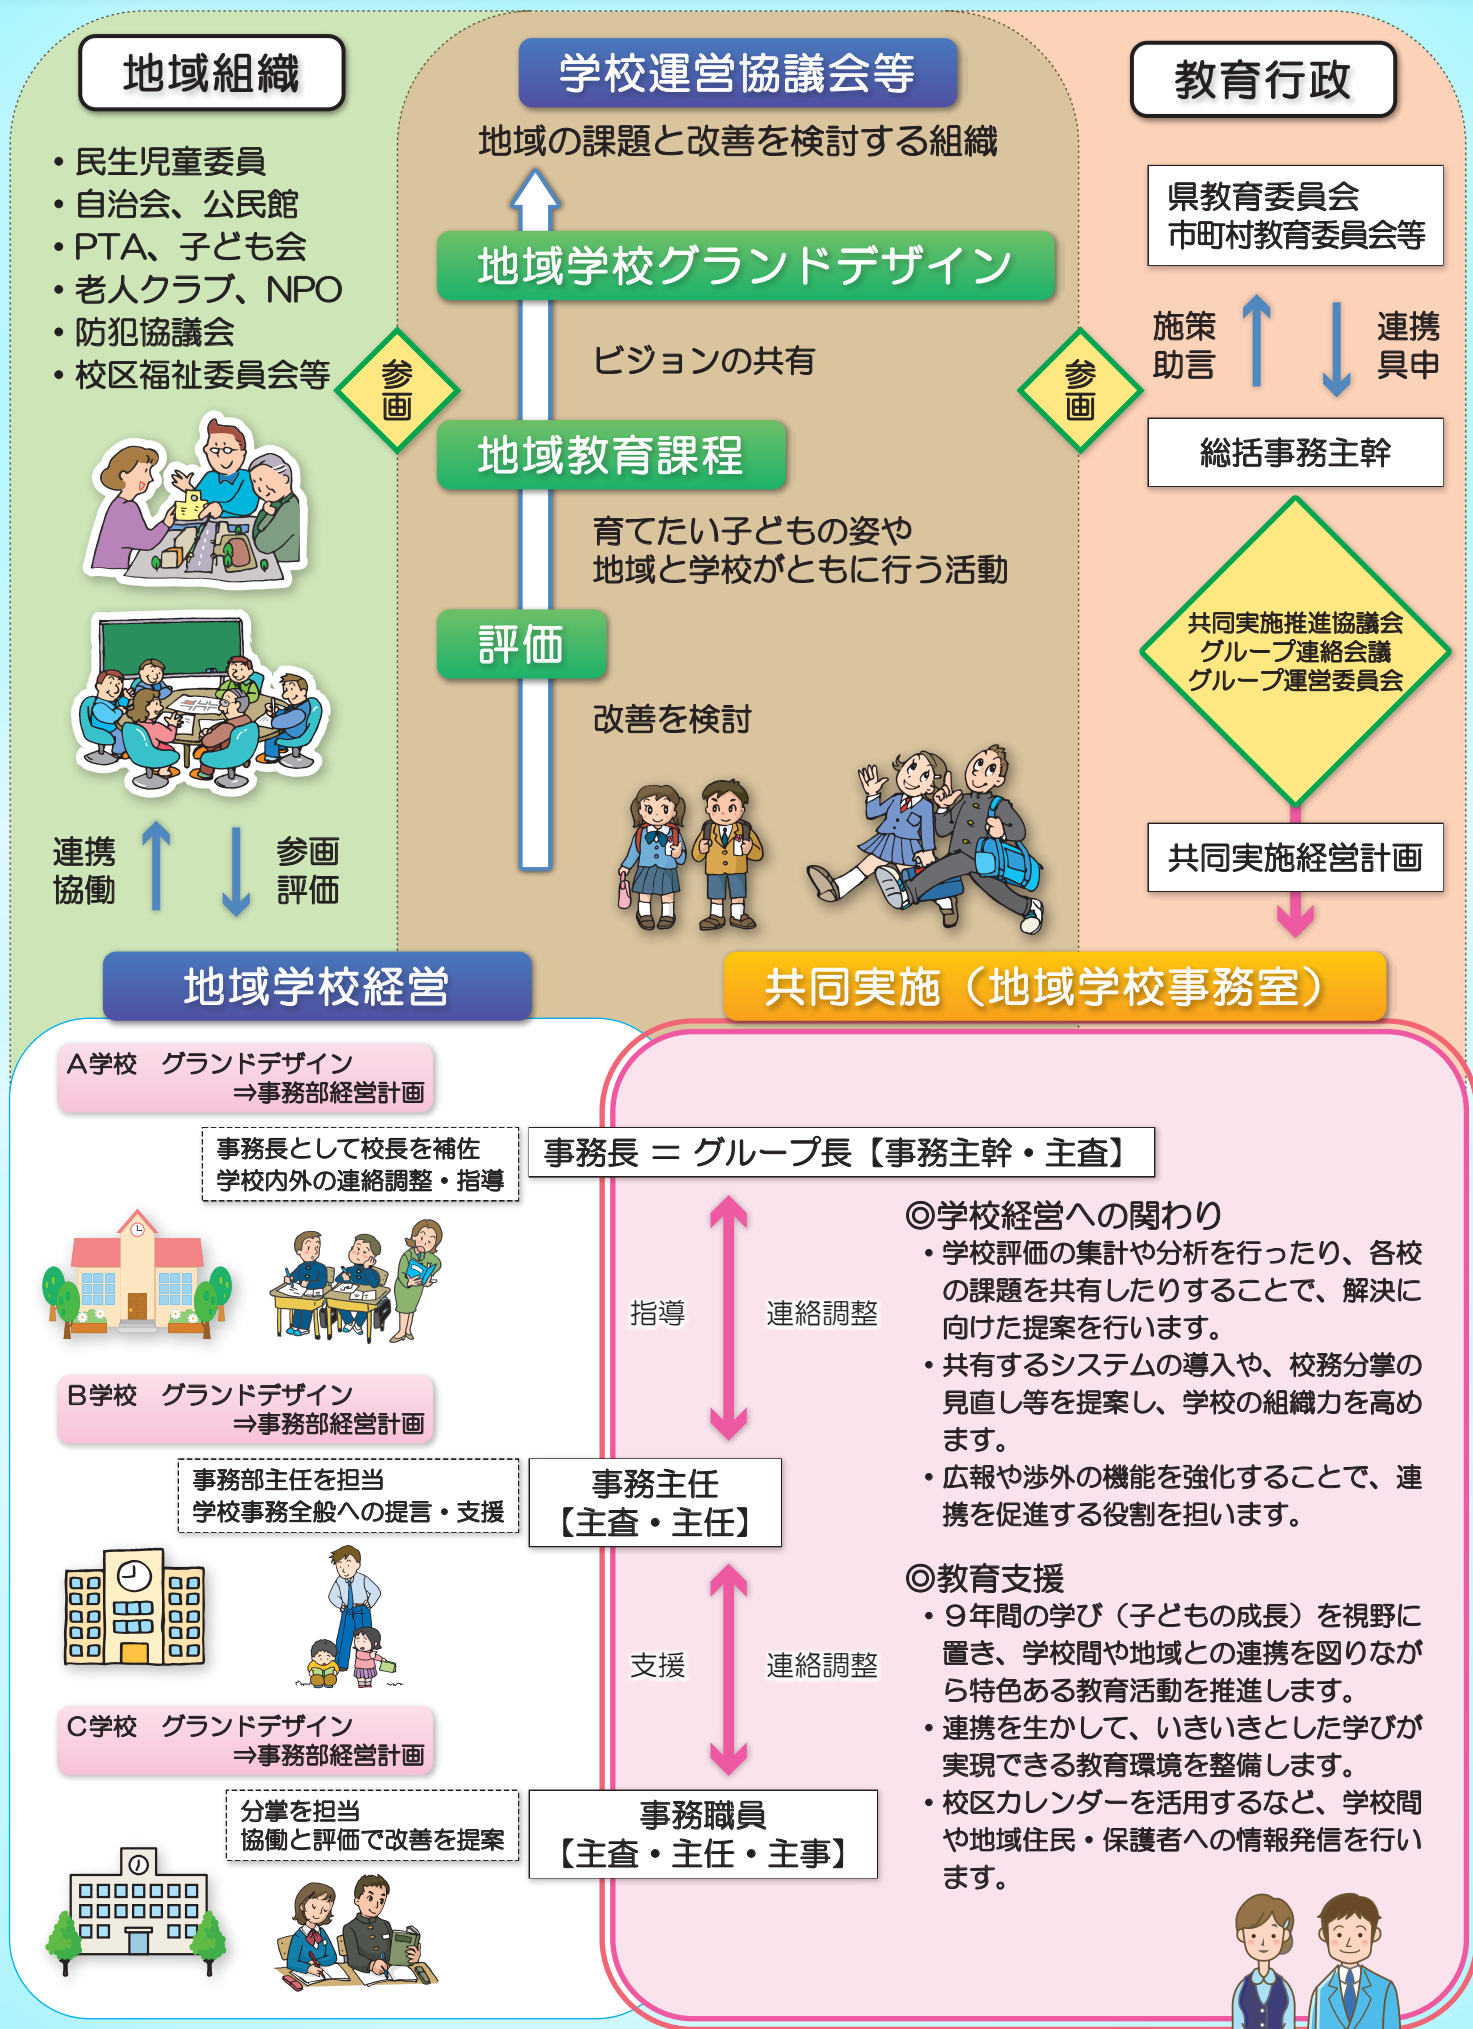 地域組織
・民生児童委員
・自治会、公民館
・PTA、子ども会
・老人クラブ、NPO
・防犯協議会
・校区福祉委員会等
連携
協働
参画
評価
参画
学校運営協議会等
地域の課題と改善を検討する組織
地域学校グランドデザイン
ビジョンの共有
地域教育課程
育てたい子どもの姿や
地域と学校がともに行う活動
評価
改善を検討
参画
教育行政
県教育委員会
市町村教育委員会等
施策
助言
連携
具申
総括事務主幹
共同実施推進協議会
グループ連絡会議
グループ運営委員会
共同実施経営計画
地域学校経営
A学校　グランドデザイン
⇒事務部経営計画
事務長として校長を補佐
学校内外の連絡調整・指導
B学校　グランドデザイン
⇒事務部経営計画
事務部主任を担当
学校事務全般への提言・支援
C学校　グランドデザイン
⇒事務部経営計画
分掌を担当
協働と評価で改善を提案
共同実施（地域学校事務室）
事務長 ＝ グループ長【事務主幹・主査】
指導
連絡調整
事務主任
【主査・主任】
支援
連絡調整
事務職員
【主査・主任・主事】
◎学校経営への関わり
・学校評価の集計や分析を行ったり、各校
の課題を共有したりすることで、解決に
向けた提案を行います。
・共有するシステムの導入や、校務分掌の
見直し等を提案し、学校の組織力を高め
ます。
・広報や渉外の機能を強化することで、連
携を促進する役割を担います。
◎教育支援
・９年間の学び（子どもの成長）を視野に
置き、学校間や地域との連携を図りなが
ら特色ある教育活動を推進します。
・連携を生かして、いきいきとした学びが
実現できる教育環境を整備します。
・校区カレンダーを活用するなど、学校間
や地域住民・保護者への情報発信を行い
ます。